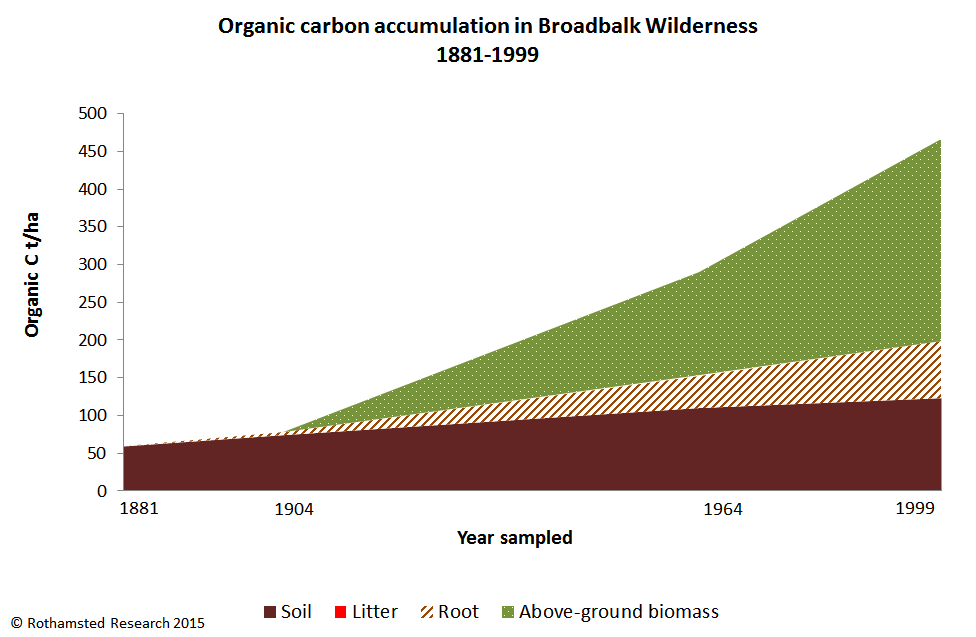 Organic carbon accumulation in Broadbalk Wilderness
1881-1999
500
450
400
350
300
250
200
150
100
50
0
Organic C t/ha
1881 1904 1964 1999
Year sampled
Soil Litter Root Above-ground biomass
© Rothamsted Research 2015